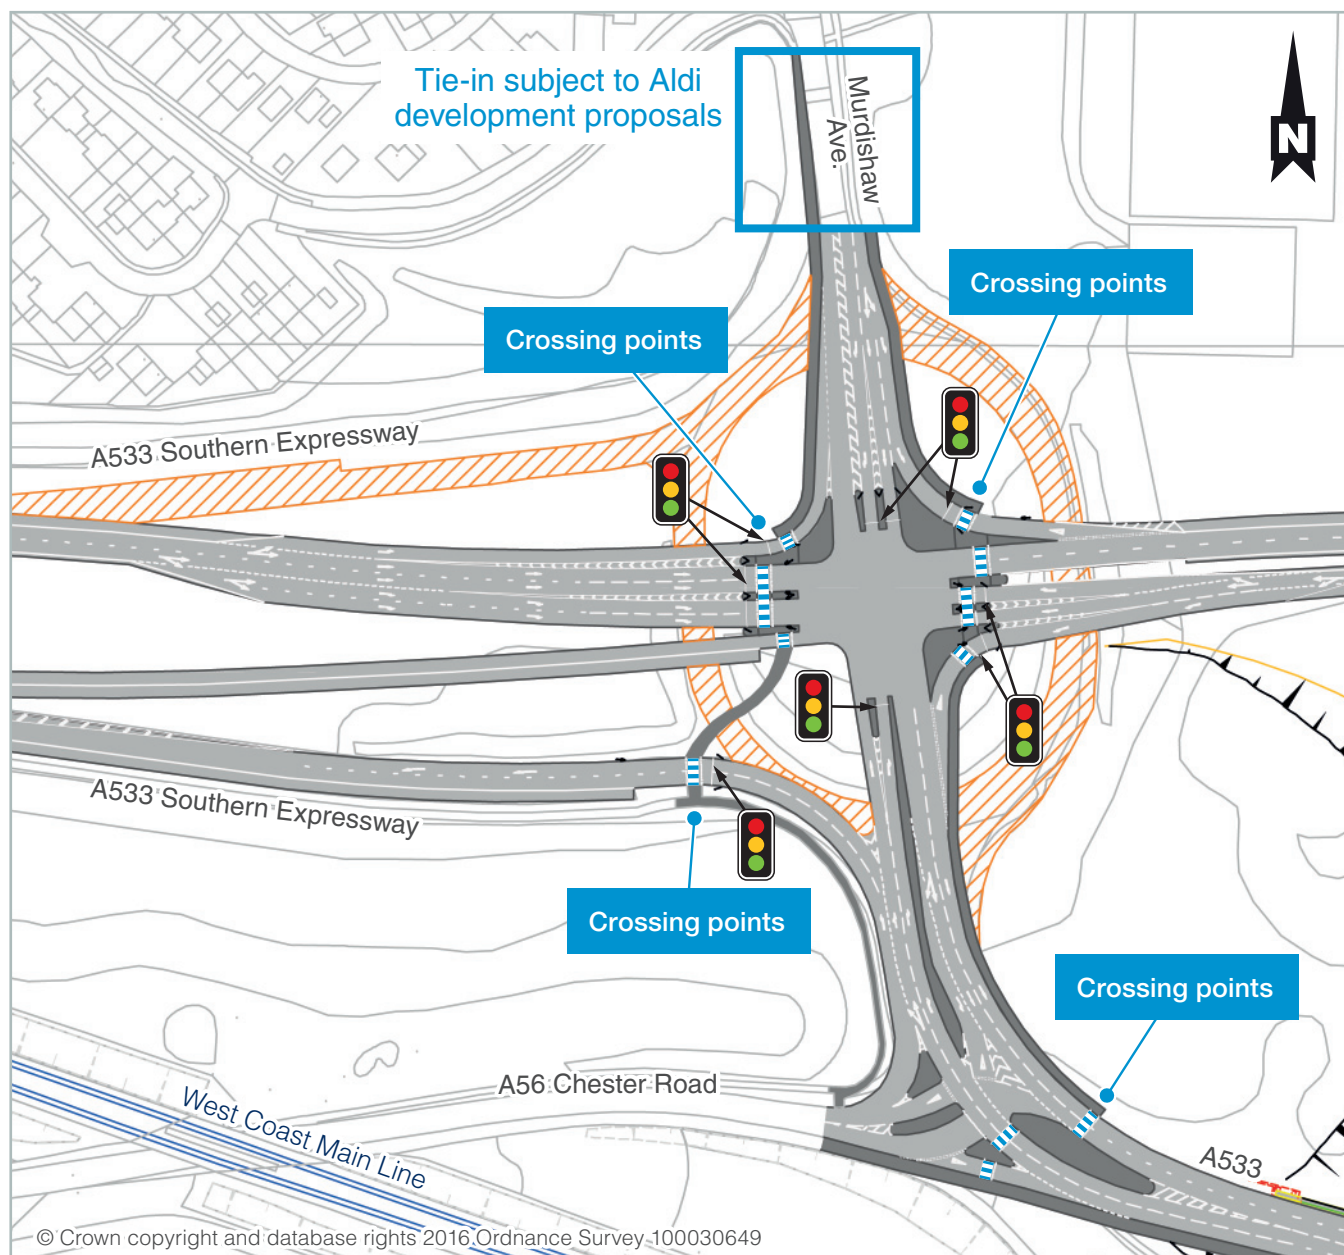 Tie-in subject to Aldi
development proposals
Murdishaw
Ave.
N
Crossing points
Crossing points
A533 Southern Expressway
A533 Southern Expressway
Crossing points
Crossing points
A56 Chester Road
West Coast Main Line
A533
© Crown copyright and database rights 2016 Ordnance Survey 100030649